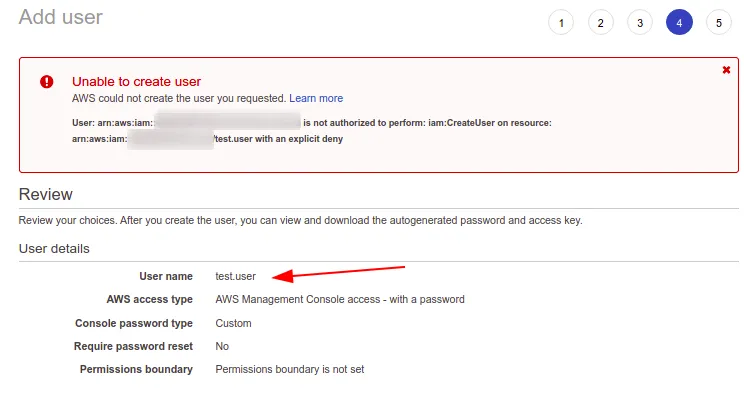 Add user
1 2 3 4 5
Unable to create user
AWS could not create the user you requested. Learn more
User: arn:aws:iam: is not authorized to perform: iam:CreateUser on resource:
arn:aws:iam: /test.user with an explicit deny
Review
Review your choices. After you create the user, you can view and download the autogenerated password and access key.
User details
User name test.user
AWS access type AWS Management Console access - with a password
Console password type Custom
Require password reset No
Permissions boundary Permissions boundary is not set